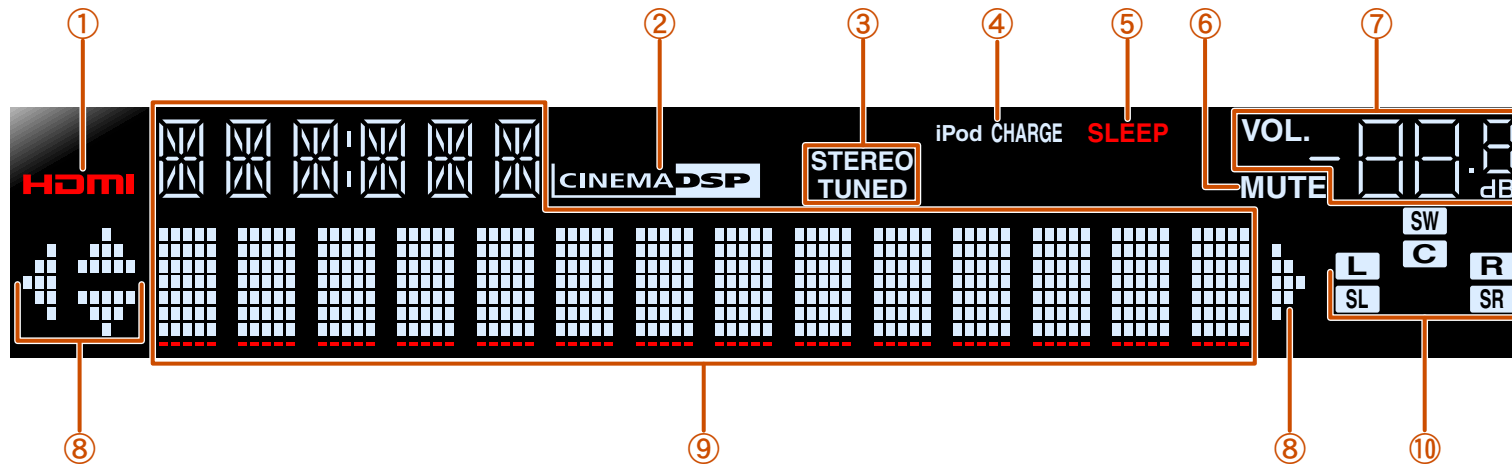 ① ② ③ ④ ⑤ ⑥ ⑦
HDMI
CINEMA DSP
STEREO
TUNED
iPod CHARGE
SLEEP
VOL.
MUTE
dB
SW
C
L R
SL SR
⑧ ⑨ ⑧ ⑩